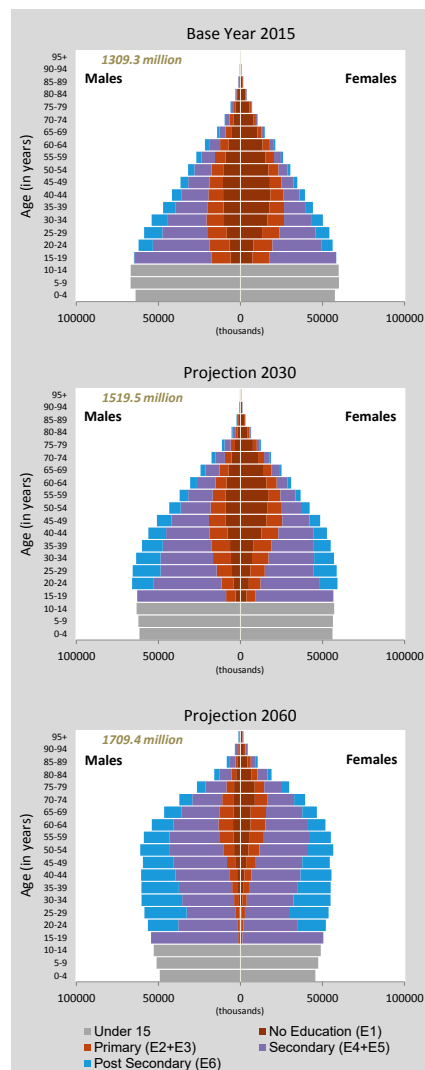 Base Year 2015
1309.3 million
Males
Females
Age (in years)
95+
90-94
85-89
80-84
75-79
70-74
65-69
60-64
55-59
50-54
45-49
40-44
35-39
30-34
25-29
20-24
15-19
10-14
5-9
0-4
100000 50000 0 50000 100000
(thousands)
Projection 2030
1519.5 million
Males
Females
Age (in years)
95+
90-94
85-89
80-84
75-79
70-74
65-69
60-64
55-59
50-54
45-49
40-44
35-39
30-34
25-29
20-24
15-19
10-14
5-9
0-4
100000 50000 0 50000 100000
(thousands)
Projection 2060
1709.4 million
Males
Females
Age (in years)
95+
90-94
85-89
80-84
75-79
70-74
65-69
60-64
55-59
50-54
45-49
40-44
35-39
30-34
25-29
20-24
15-19
10-14
5-9
0-4
100000 50000 0 50000 100000
(thousands)
Under 15 No Education (E1)
Primary (E2+E3) Secondary (E4+E5)
Post Secondary (E6)